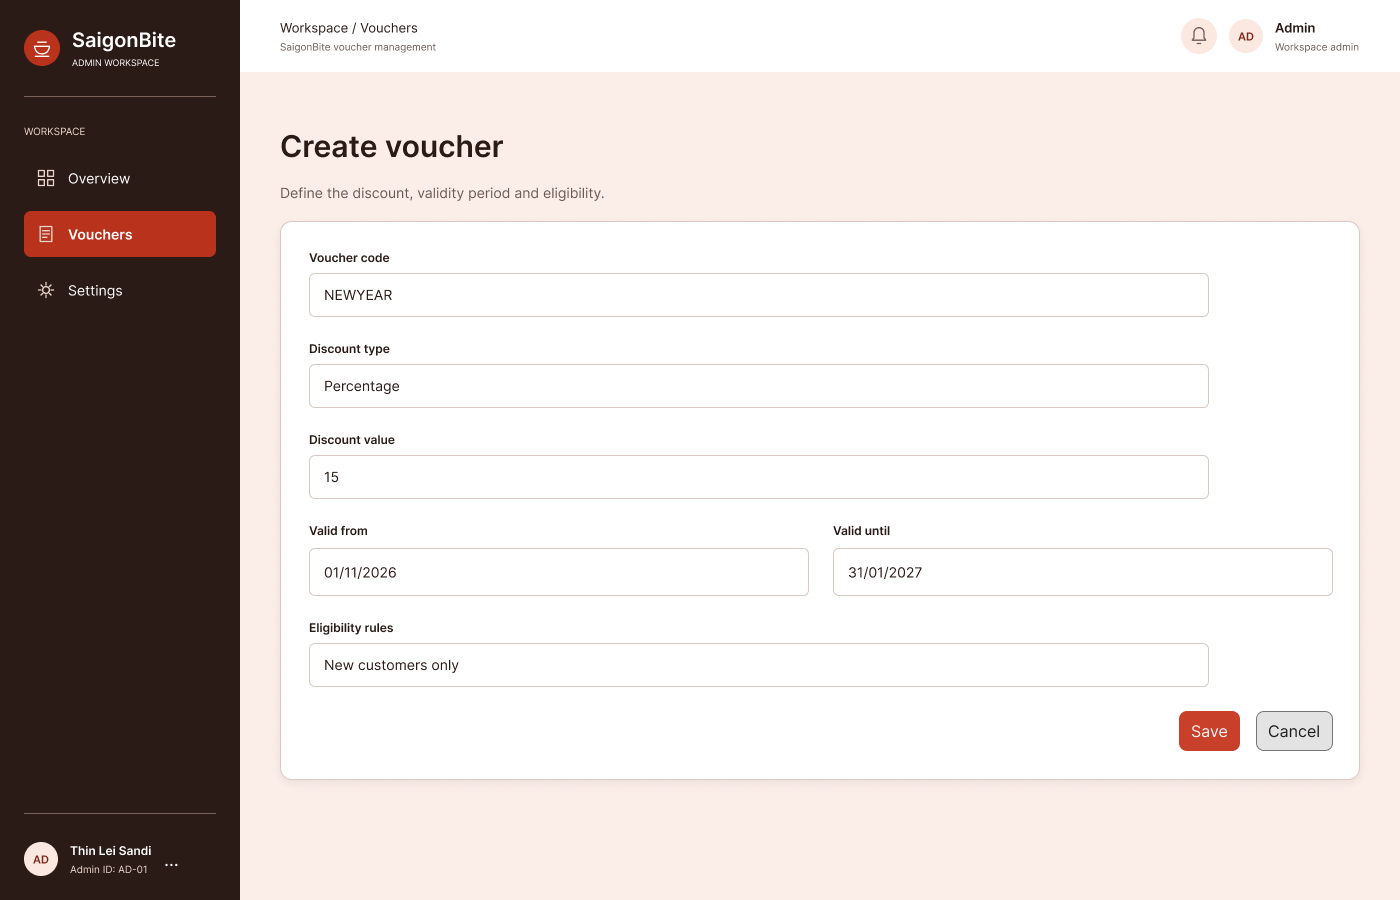 SaigonBite
ADMIN WORKSPACE
WORKSPACE
Overview
Vouchers
Settings
AD
Thin Lei Sandi
Admin ID: AD-01
...
Workspace / Vouchers
SaigonBite voucher management
AD
Admin
Workspace admin
Create voucher
Define the discount, validity period and eligibility.
Voucher code
NEWYEAR
Discount type
Percentage
Discount value
15
Valid from
Valid until
01/11/2026
31/01/2027
Eligibility rules
New customers only
Save
Cancel